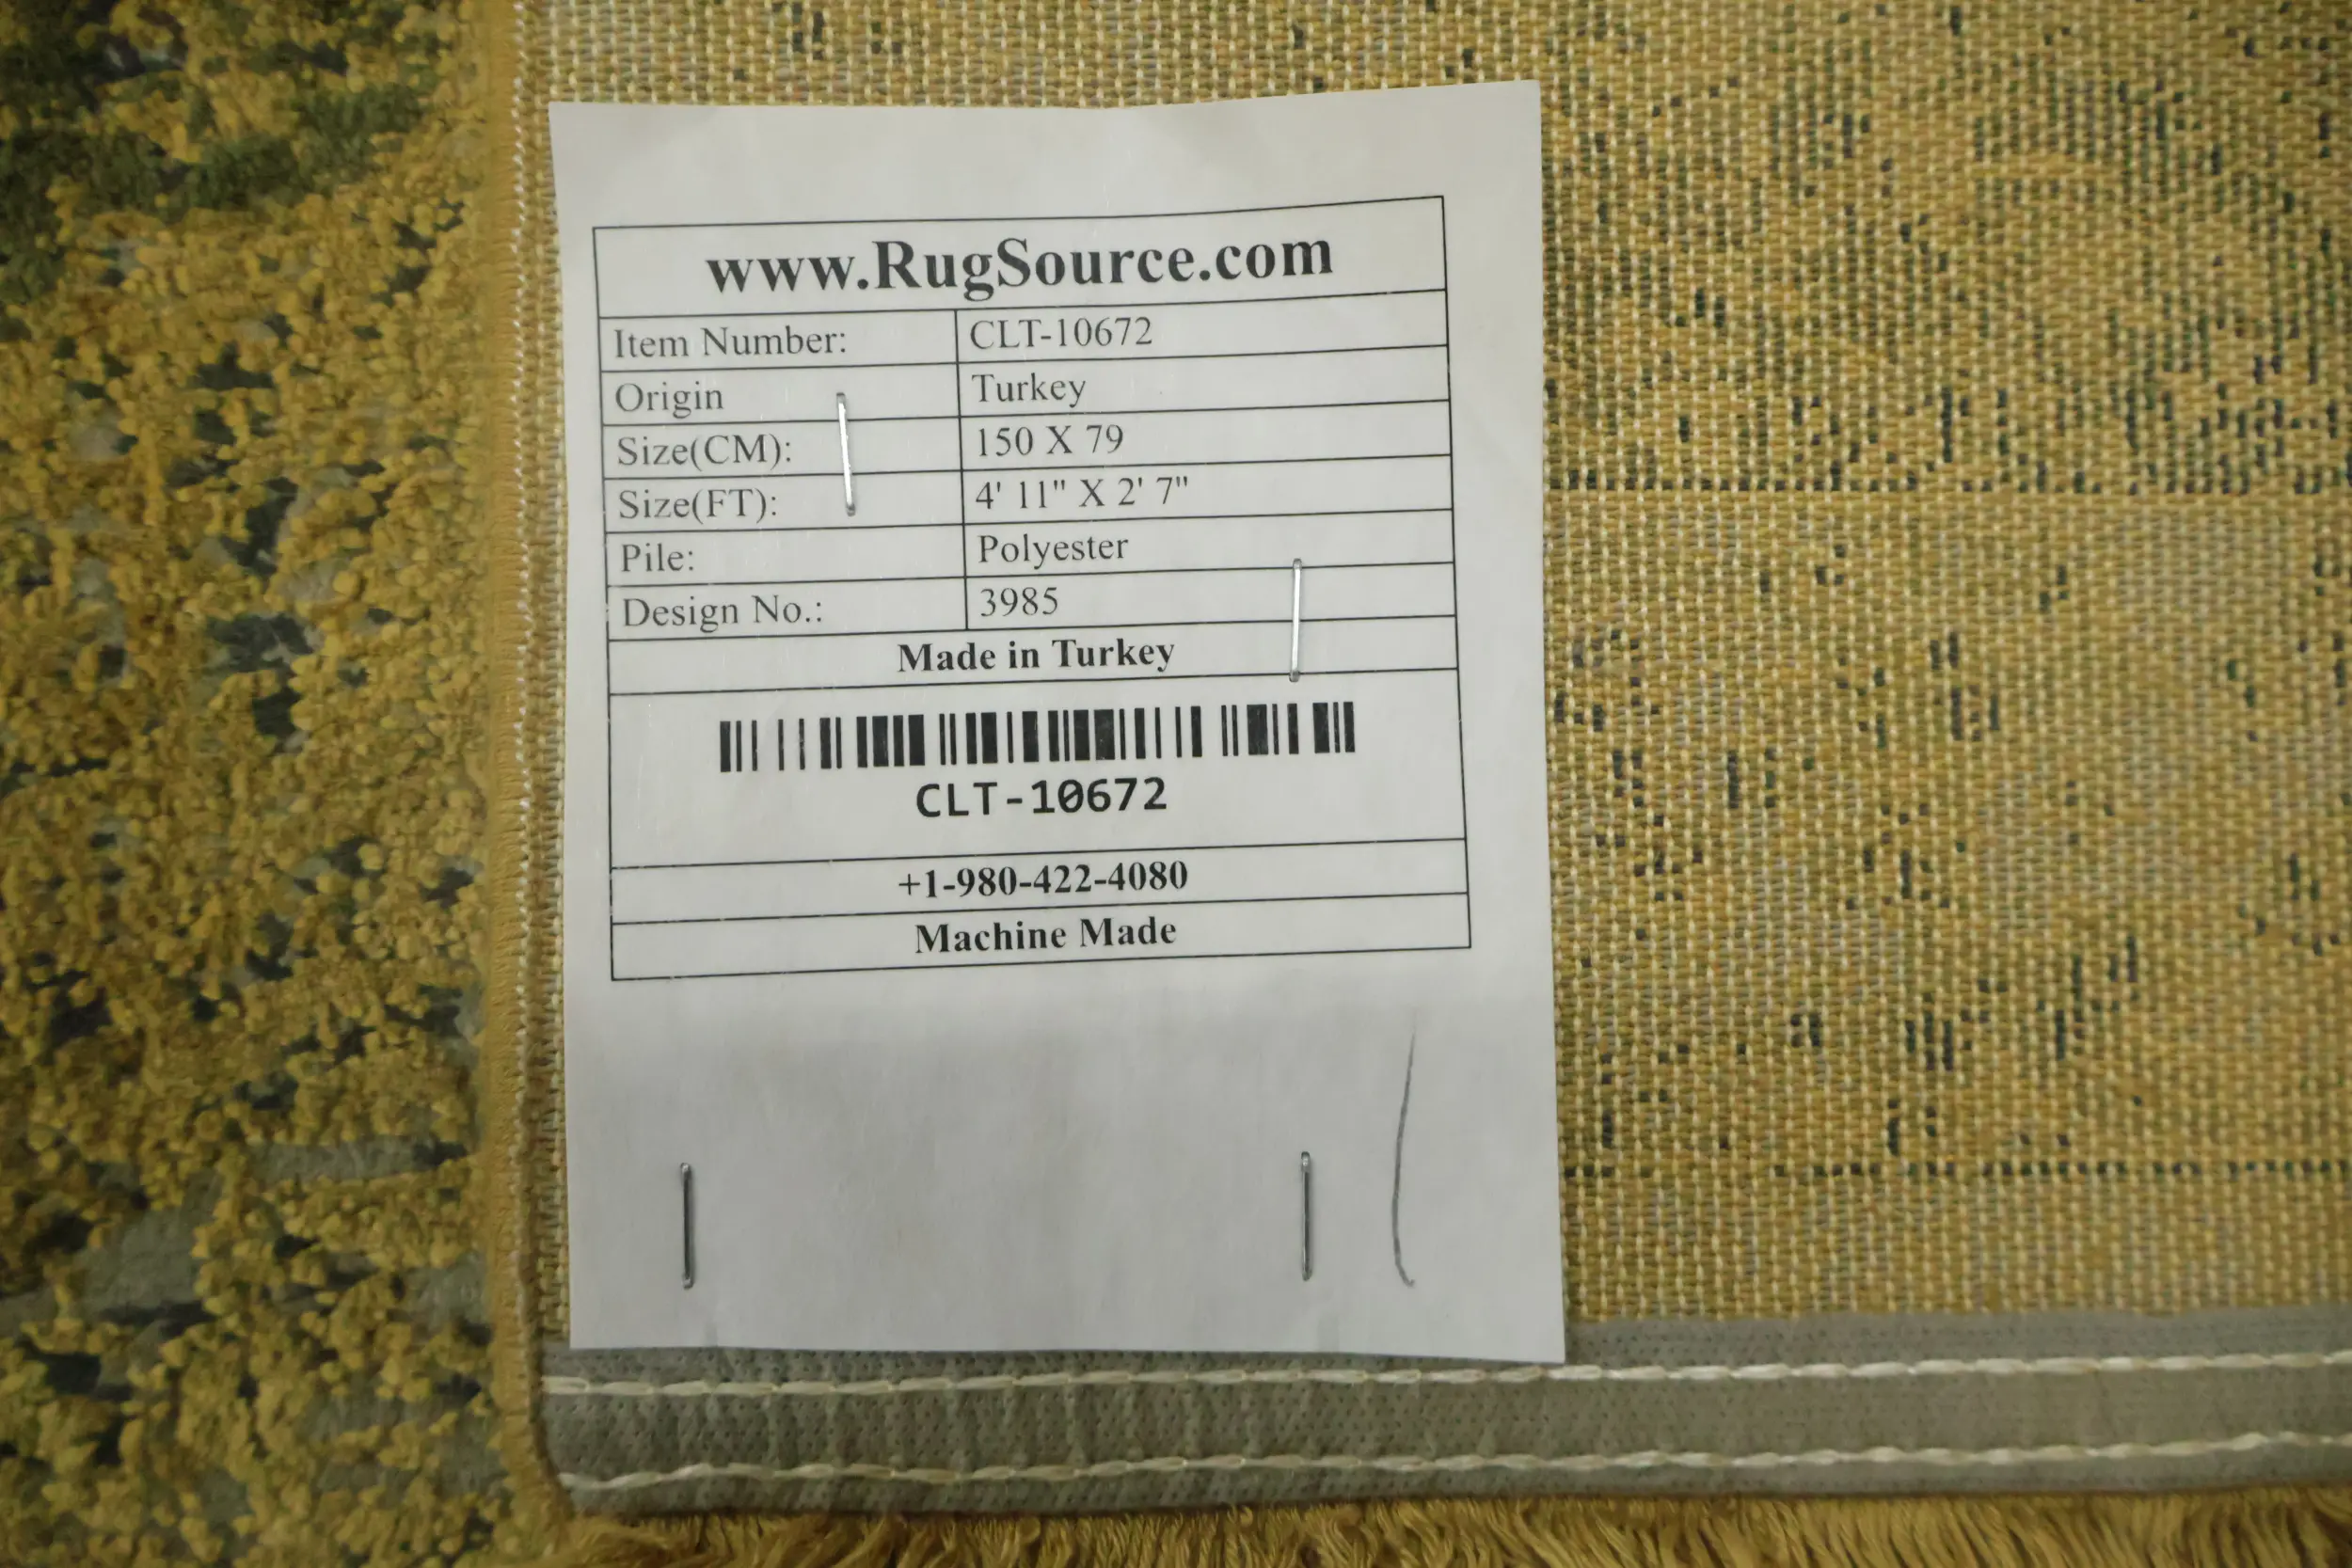 www.RugSource.com
Item Number: CLT-10672
Origin Turkey
Size(CM): 150 X 79
Size(FT): 4' 11" X 2' 7"
Pile: Polyester
Design No.: 3985
Made in Turkey
CLT-10672
+1-980-422-4080
Machine Made